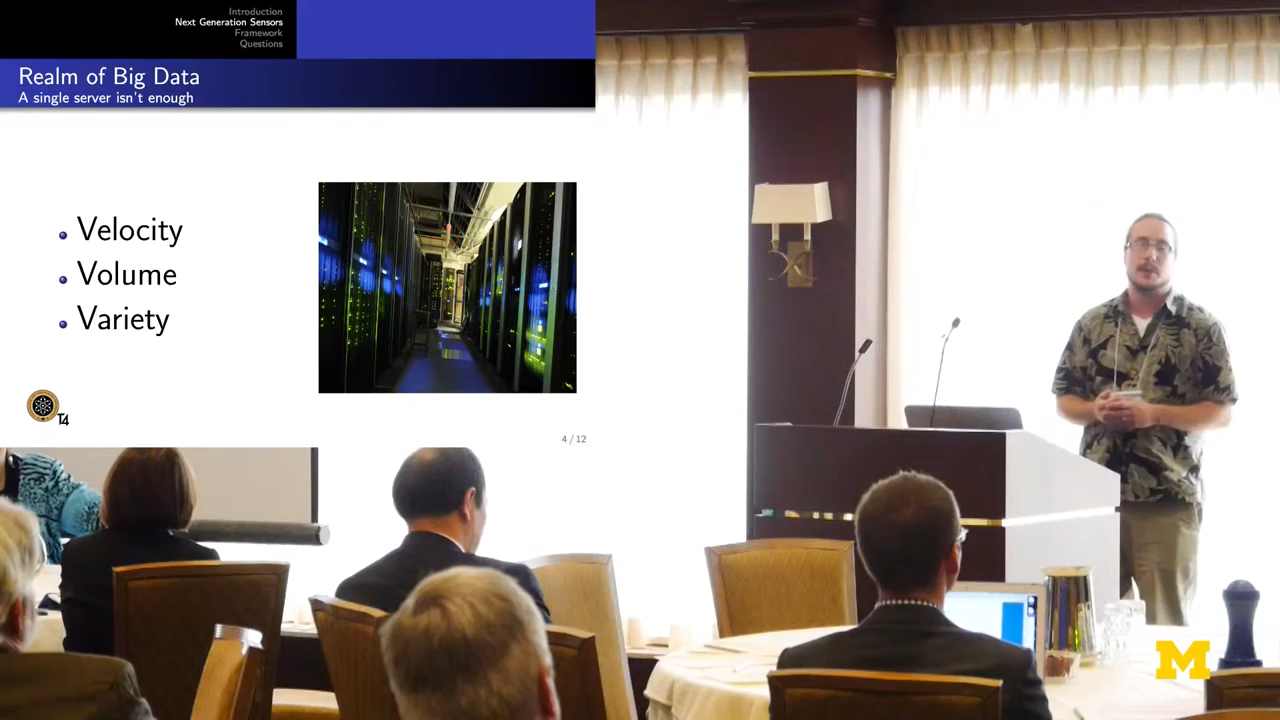 Introduction
Next Generation Sensors
Framework
Questions
Realm of Big Data
A single server isn't enough
Velocity
Volume
Variety
T4
4 / 12
M